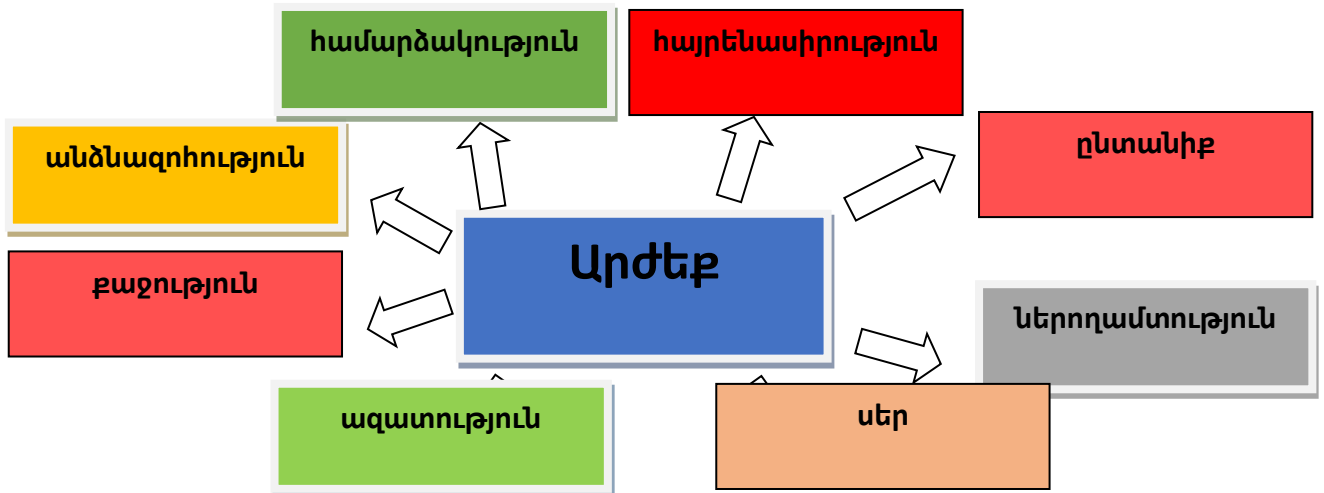 համարձակություն
հայրենասիրություն
անձնազոհություն
ընտանիք
Արժեք
քաջություն
ներողամտություն
ազատություն
սեր